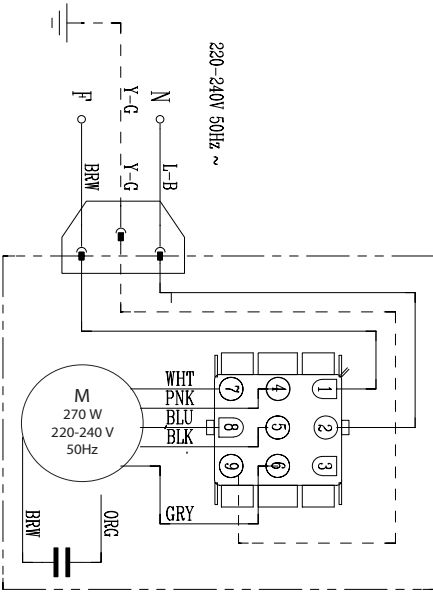 220-240V 50Hz ~
F
Y-G
N
BRW
Y-G
L-B
1
2
3
4
5
6
7
8
9
WHT
PNK
BLU
BLK
GRY
M
270 W
220-240 V
50Hz
BRW
ORG